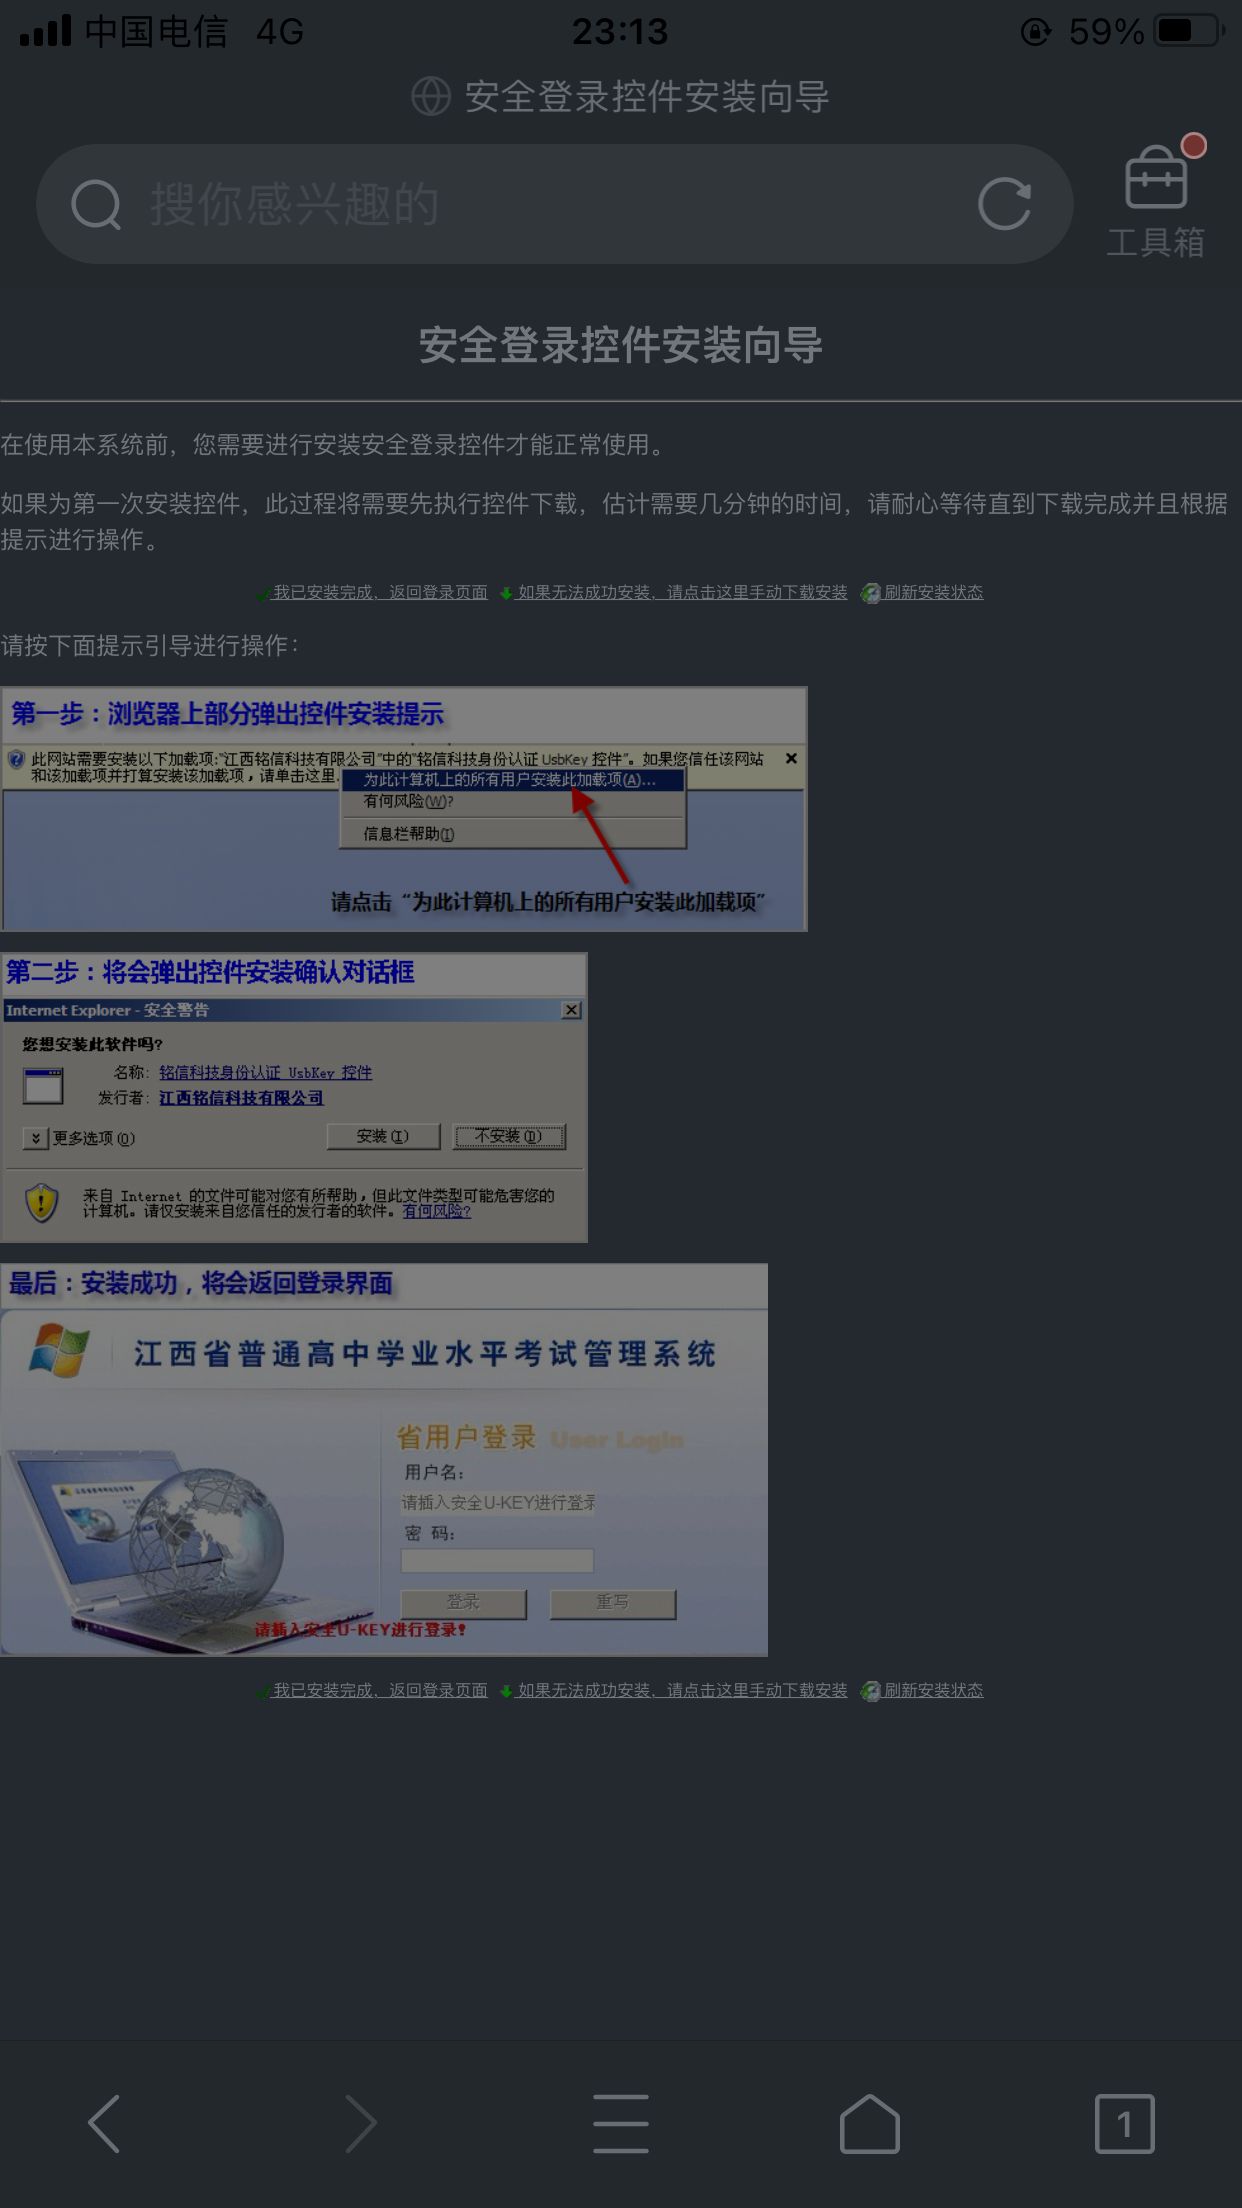 中国电信 4G 23:13 59%
安全登录控件安装向导
搜你感兴趣的
工具箱
安全登录控件安装向导
在使用本系统前，您需要进行安装安全登录控件才能正常使用。
如果为第一次安装控件，此过程将需要先执行控件下载，估计需要几分钟的时间，请耐心等待直到下载完成并且根据
提示进行操作。
我已安装完成，返回登录页面 如果无法成功安装，请点击这里手动下载安装 刷新安装状态
请按下面提示引导进行操作：
第一步：浏览器上部分弹出控件安装提示
此网站需要安装以下加载项:"江西铭信科技有限公司"中的"铭信科技身份认证 UsbKey 控件"。如果您信任该网站
和该加载项并打算安装该加载项，请单击这里...
为此计算机上的所有用户安装此加载项(A)...
有何风险(W)?
信息栏帮助(I)
请点击 “为此计算机上的所有用户安装此加载项”
第二步：将会弹出控件安装确认对话框
Internet Explorer - 安全警告
您想安装此软件吗?
名称: 铭信科技身份认证 UsbKey 控件
发行者: 江西铭信科技有限公司
更多选项(O) 安装(I) 不安装(D)
来自 Internet 的文件可能对您有所帮助，但此文件类型可能危害您的
计算机。请仅安装来自您信任的发行者的软件。有何风险?
最后：安装成功，将会返回登录界面
江西省普通高中学业水平考试管理系统
省用户登录 User Login
用户名:
请插入安全U-KEY进行登录
密 码:
登录 重写
请插入安全U-KEY进行登录!
我已安装完成，返回登录页面 如果无法成功安装，请点击这里手动下载安装 刷新安装状态
1